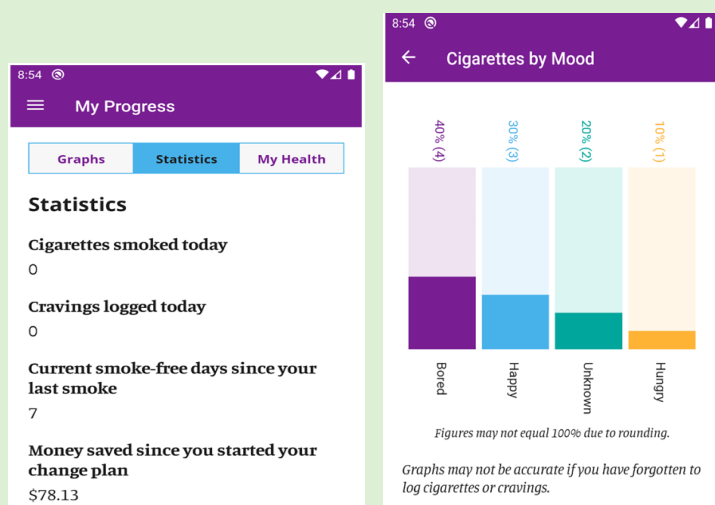 8:54
My Progress
Graphs
Statistics
My Health
Statistics
Cigarettes smoked today
0
Cravings logged today
0
Current smoke-free days since your
last smoke
7
Money saved since you started your
change plan
$78.13
8:54
Cigarettes by Mood
40% (4)
30% (3)
20% (2)
10% (1)
Bored
Happy
Unknown
Hungry
Figures may not equal 100% due to rounding.
Graphs may not be accurate if you have forgotten to
log cigarettes or cravings.